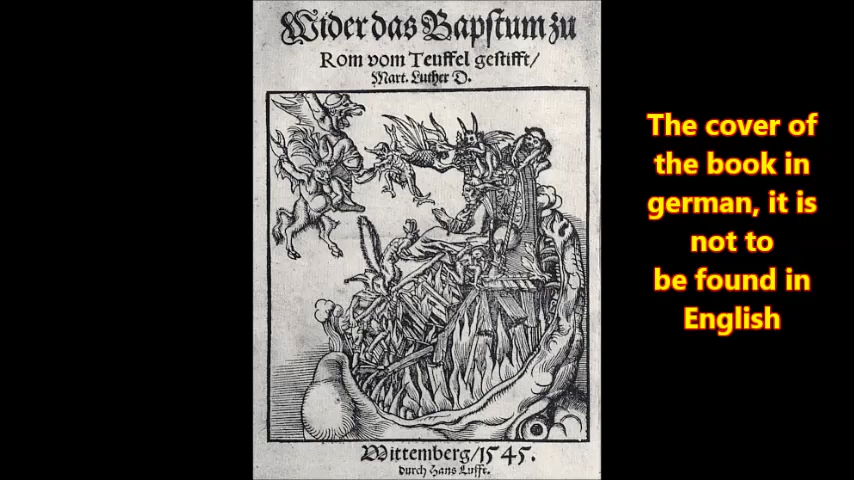 Wider das Bapstum zu
Rom vom Teuffel gestifft/
Mart. Luther D.
Wittemberg/1545.
durch Hans Lufft.
The cover of
the book in
german, it is
not to
be found in
English